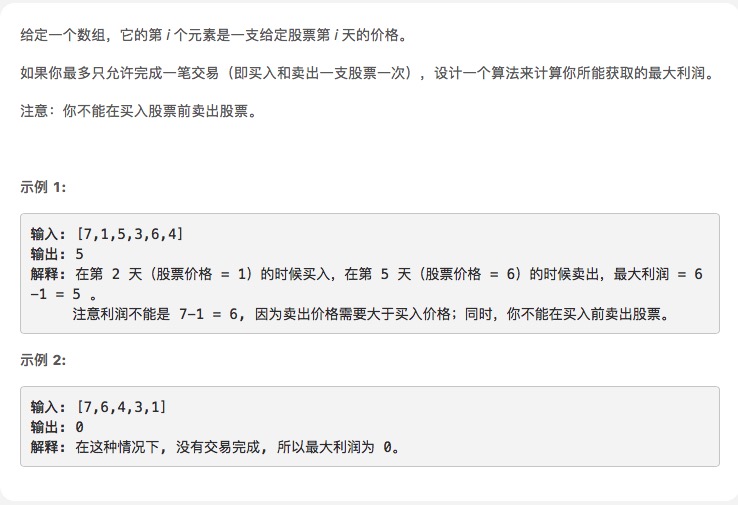 给定一个数组，它的第 i 个元素是一支给定股票第 i 天的价格。
如果你最多只允许完成一笔交易（即买入和卖出一支股票一次），设计一个算法来计算你所能获取的最大利润。
注意：你不能在买入股票前卖出股票。
示例 1:
输入: [7,1,5,3,6,4]
输出: 5
解释: 在第 2 天（股票价格 = 1）的时候买入，在第 5 天（股票价格 = 6）的时候卖出，最大利润 = 6
-1 = 5 。
注意利润不能是 7-1 = 6, 因为卖出价格需要大于买入价格；同时，你不能在买入前卖出股票。
示例 2:
输入: [7,6,4,3,1]
输出: 0
解释: 在这种情况下, 没有交易完成, 所以最大利润为 0。